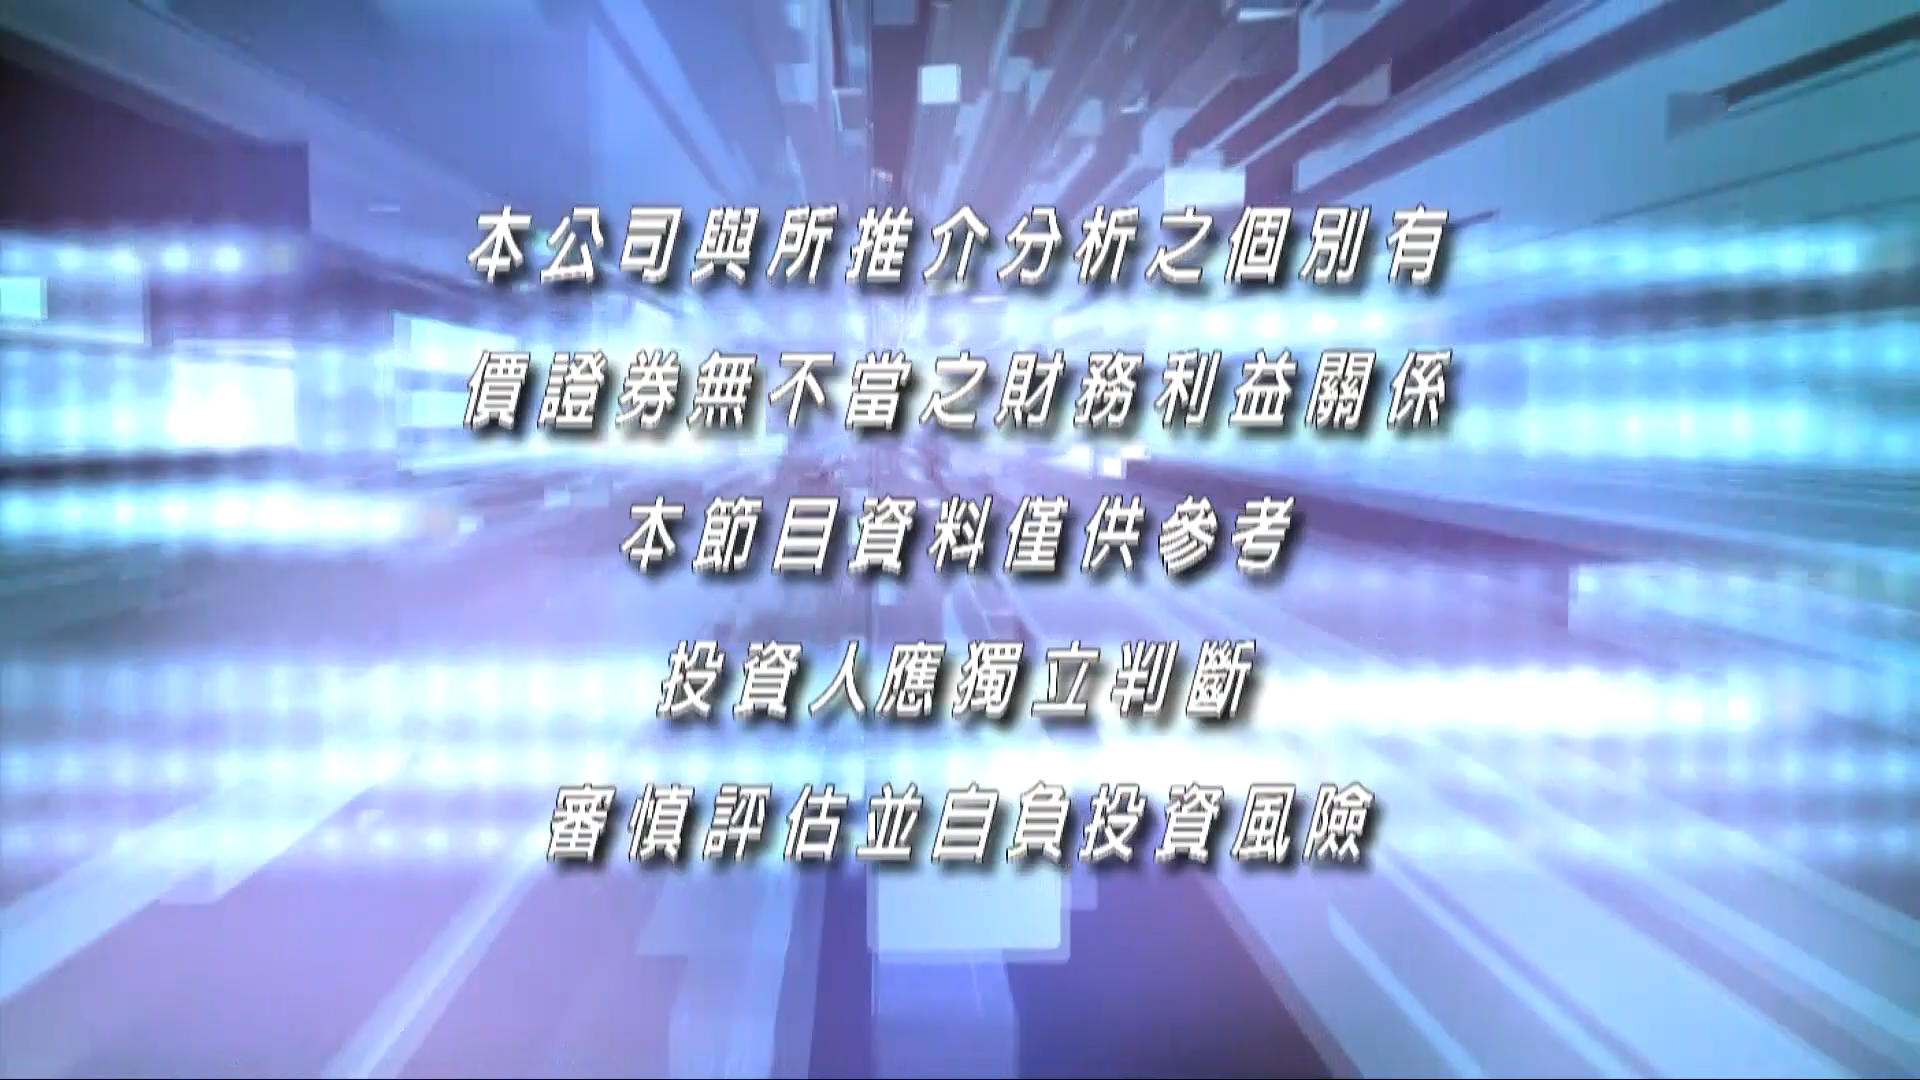 本公司與所推介分析之個別有
價證券無不當之財務利益關係
本節目資料僅供參考
投資人應獨立判斷
審慎評估並自負投資風險